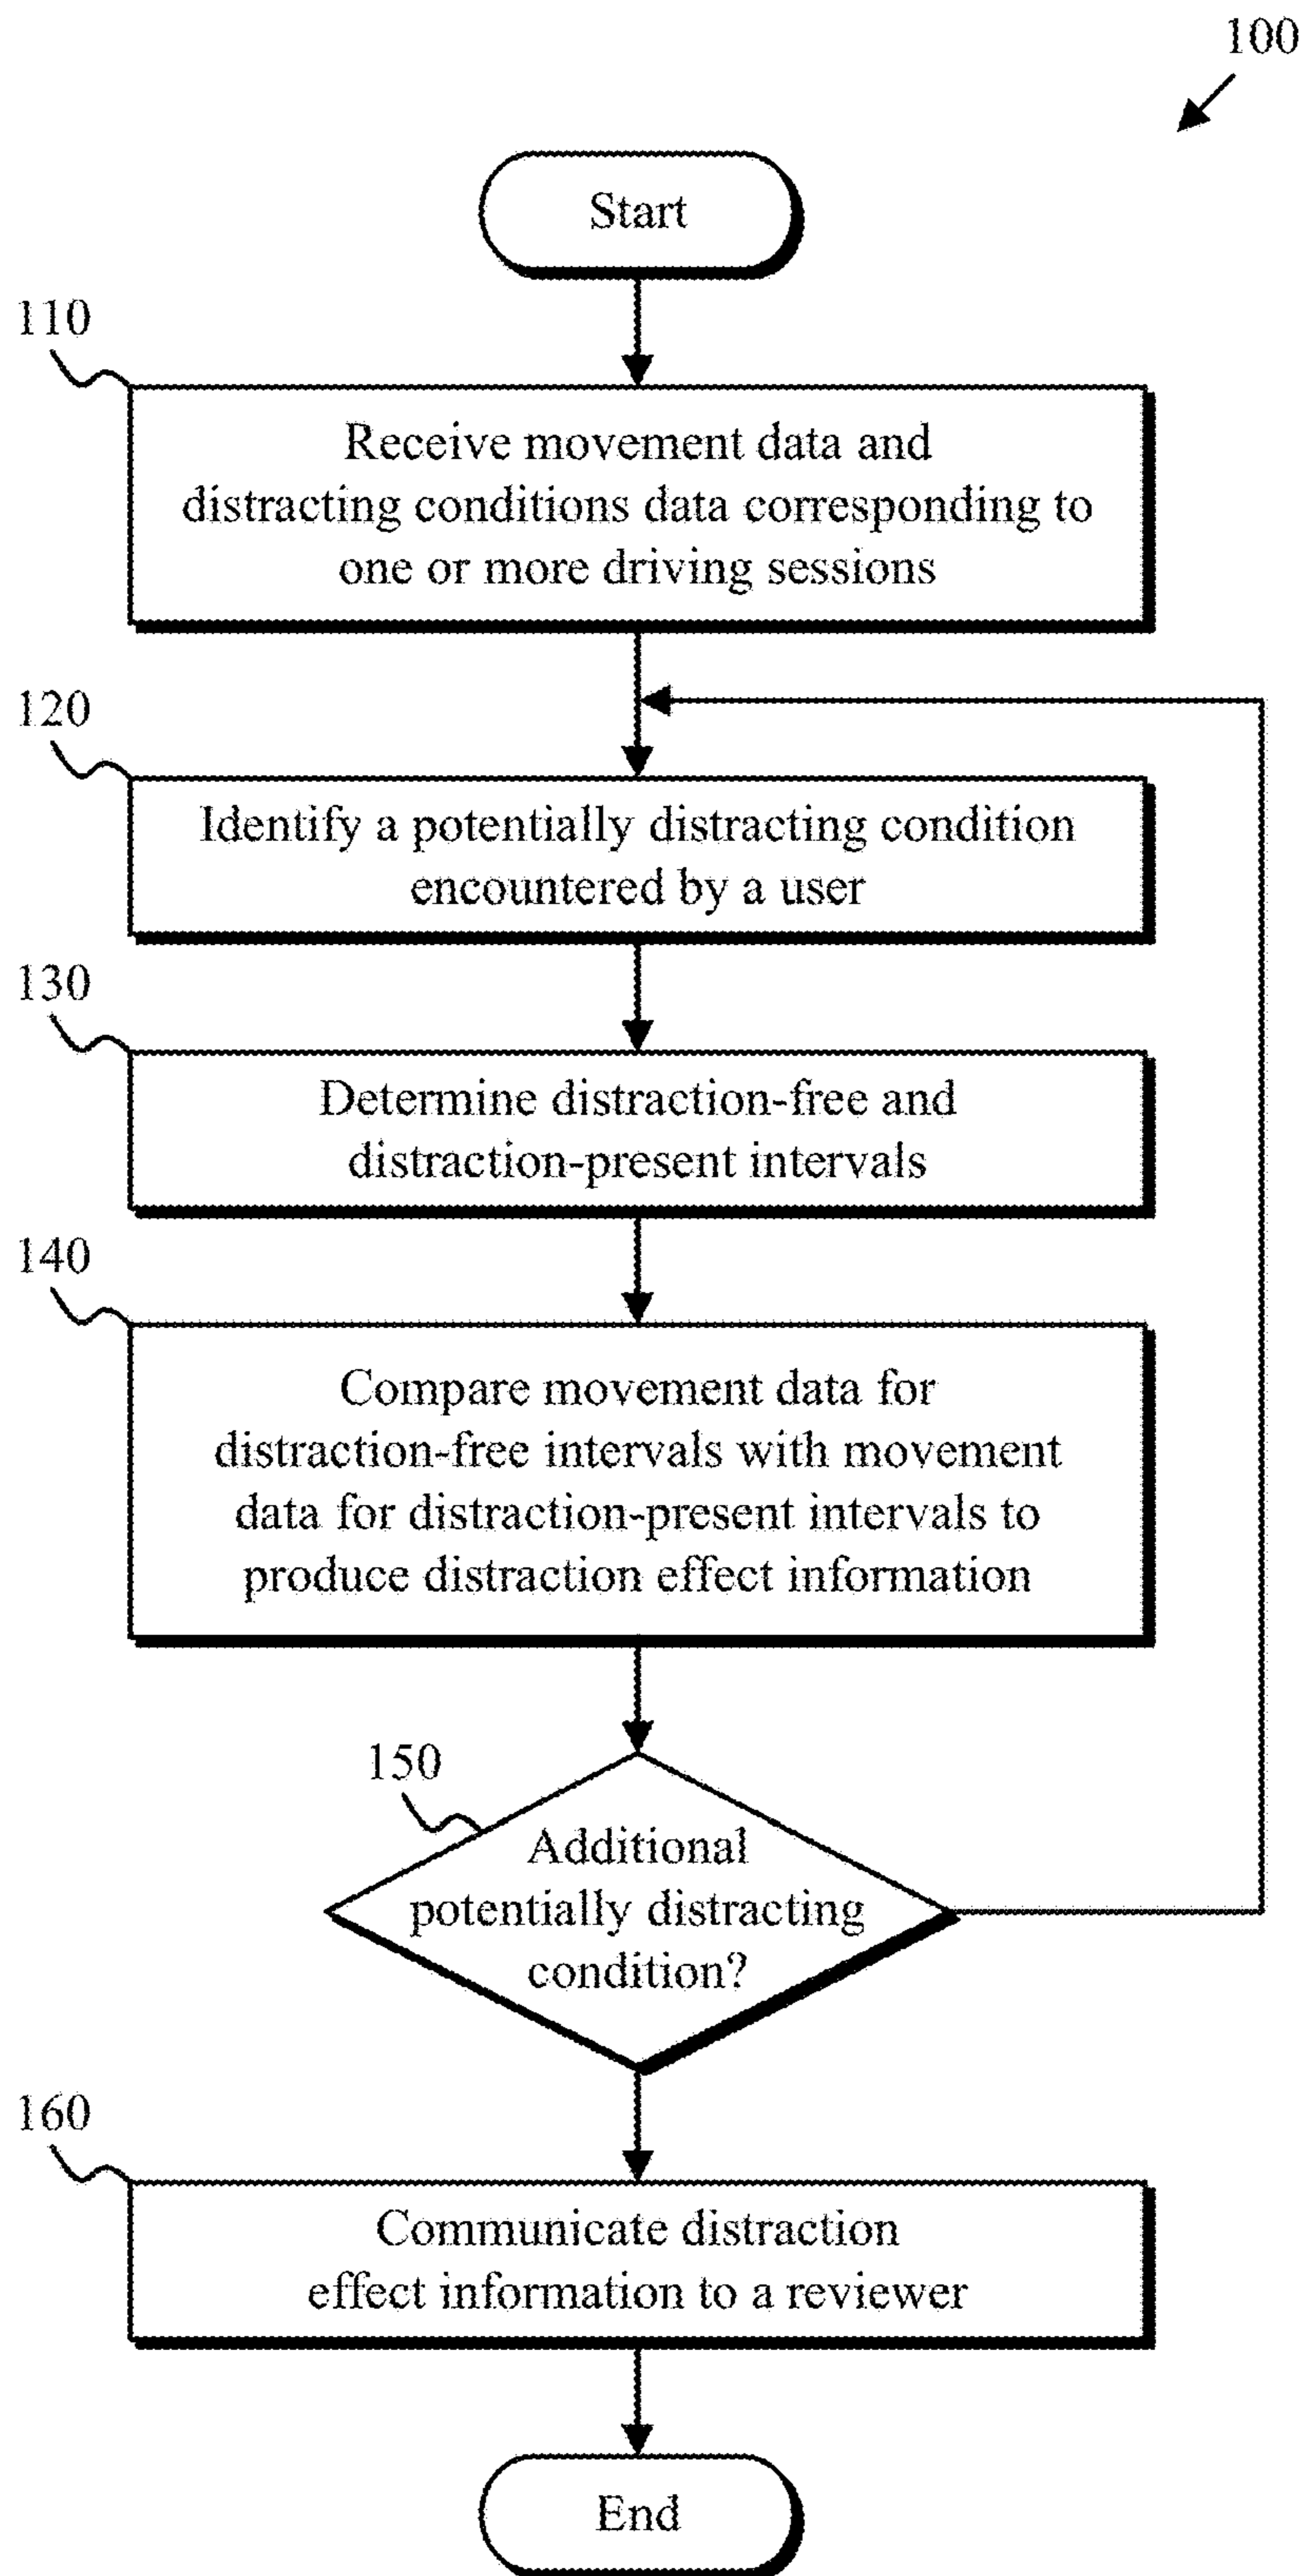 100
Start
110
Receive movement data and
distracting conditions data corresponding to
one or more driving sessions
120
Identify a potentially distracting condition
encountered by a user
130
Determine distraction-free and
distraction-present intervals
140
Compare movement data for
distraction-free intervals with movement
data for distraction-present intervals to
produce distraction effect information
150
Additional
potentially distracting
condition?
160
Communicate distraction
effect information to a reviewer
End